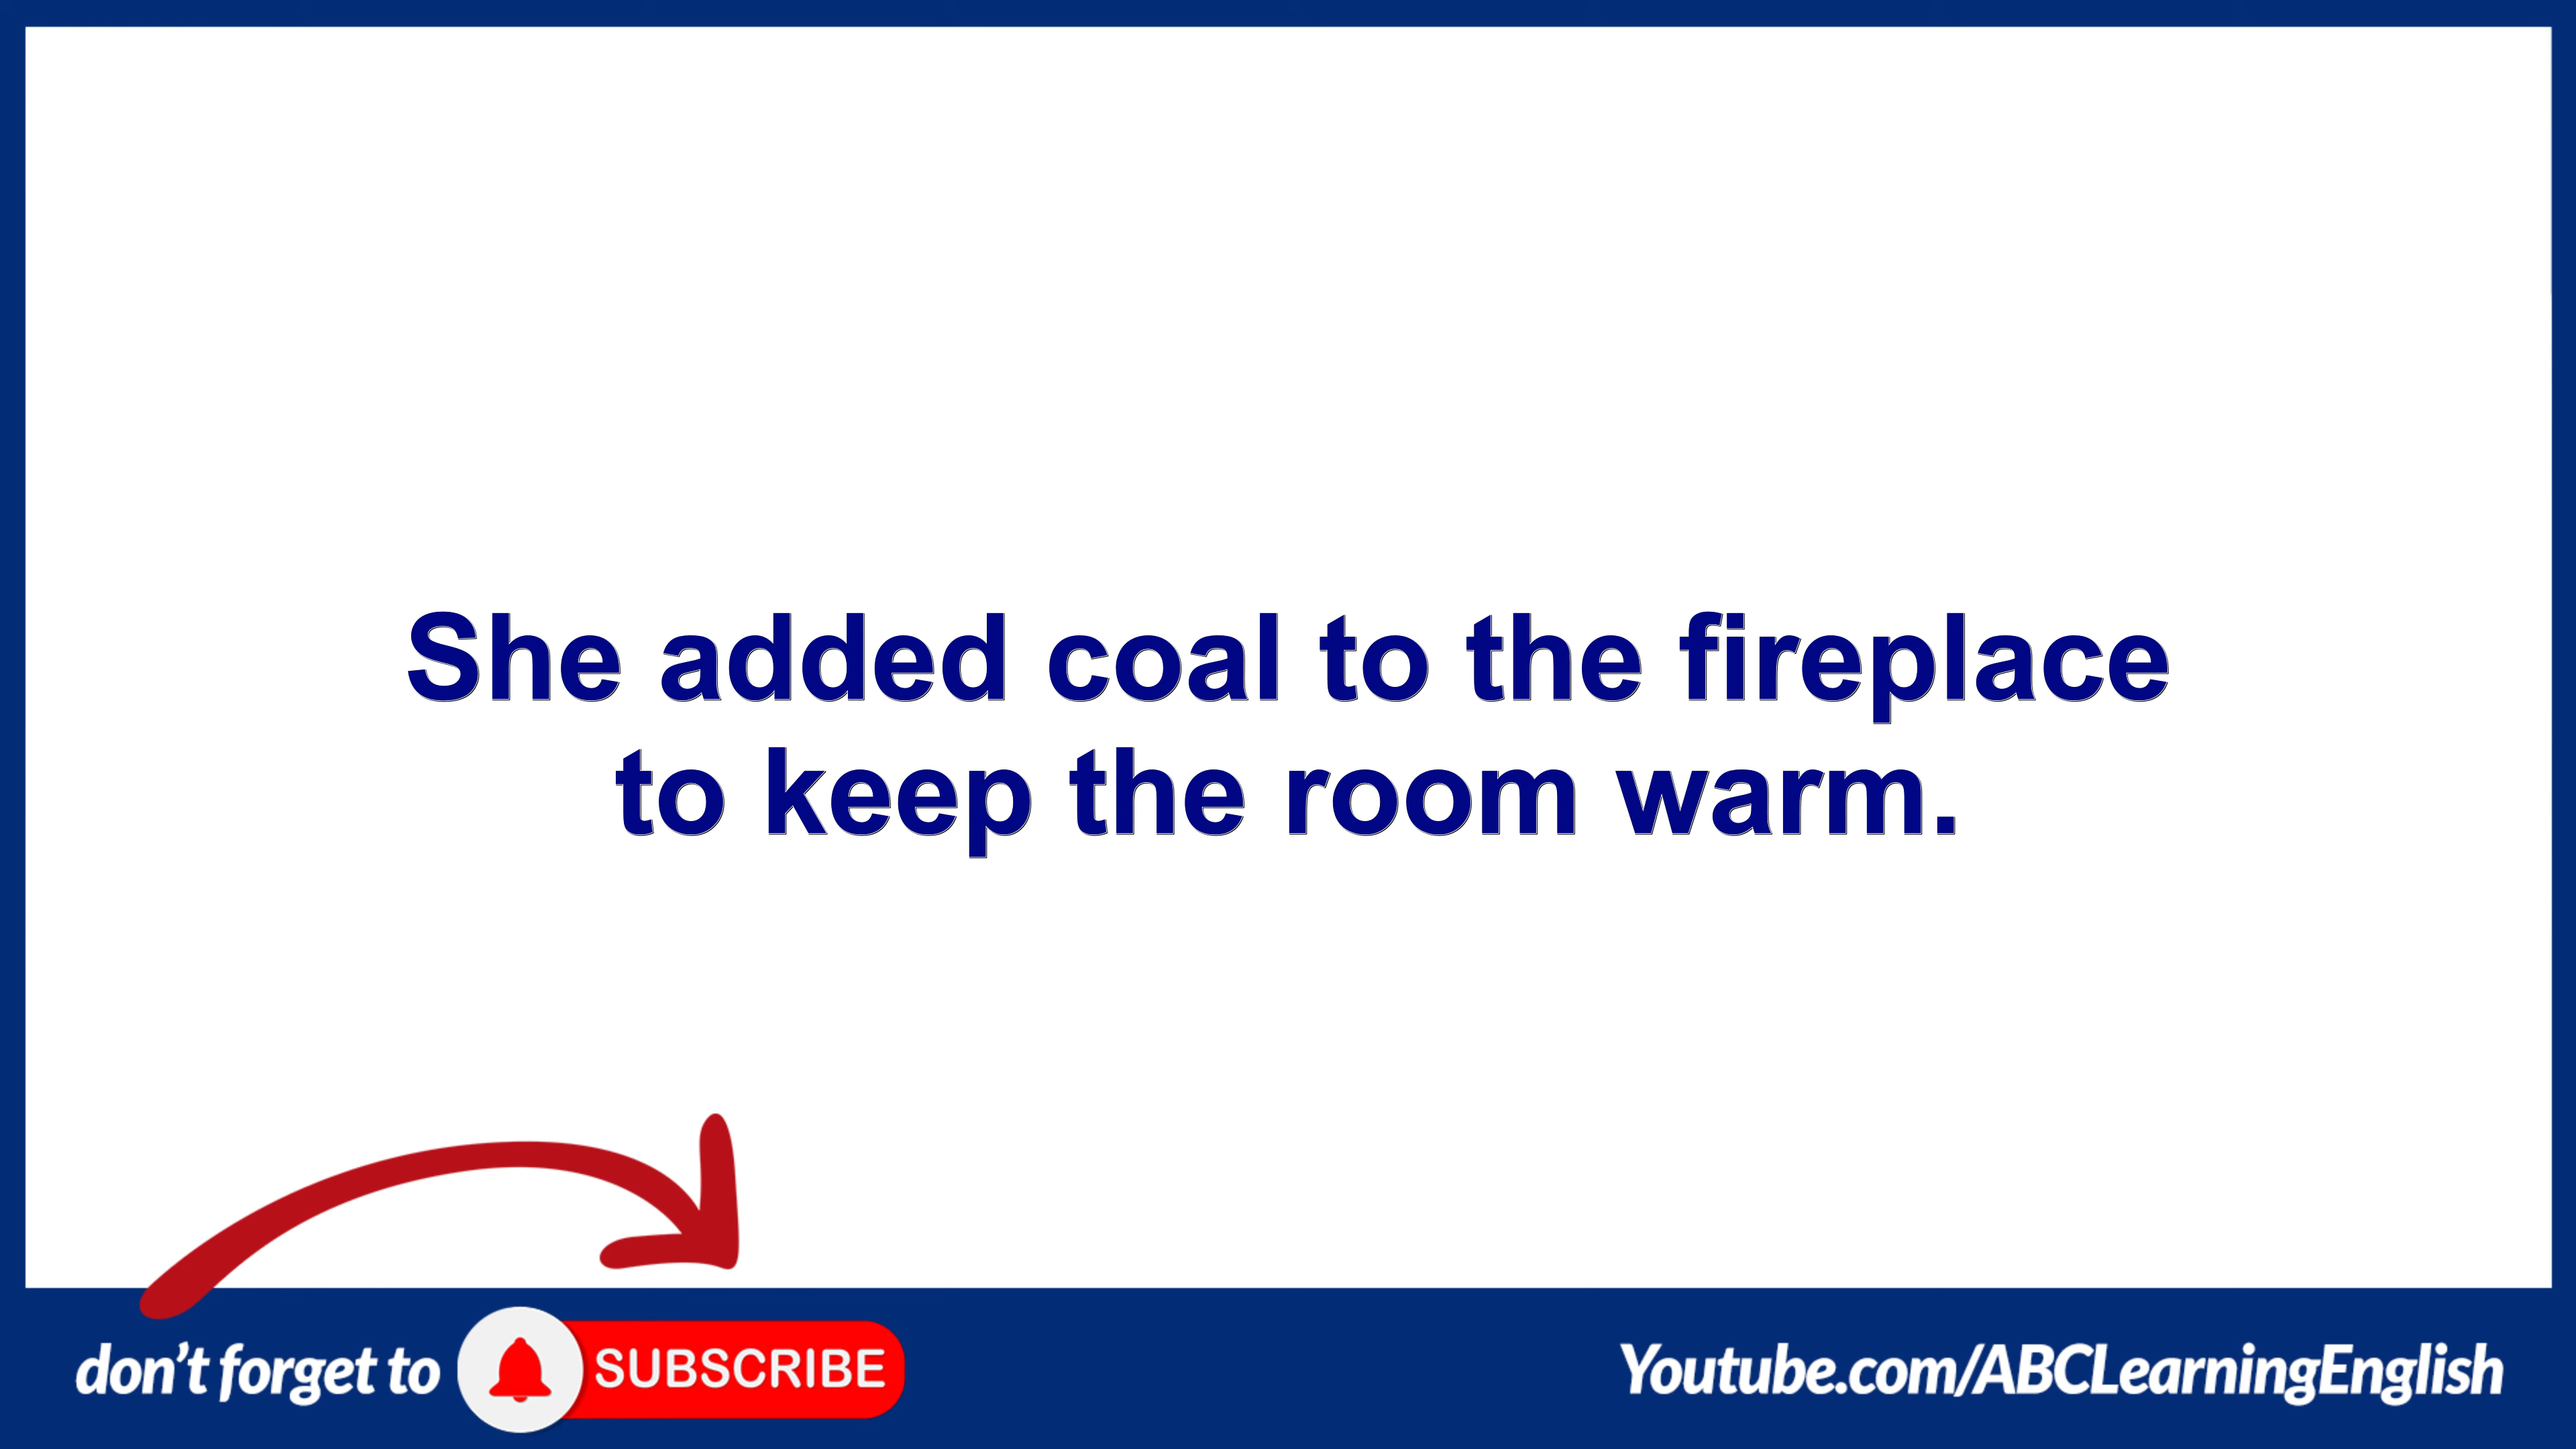 She added coal to the fireplace
to keep the room warm.
don't forget to SUBSCRIBE
Youtube.com/ABCLearningEnglish